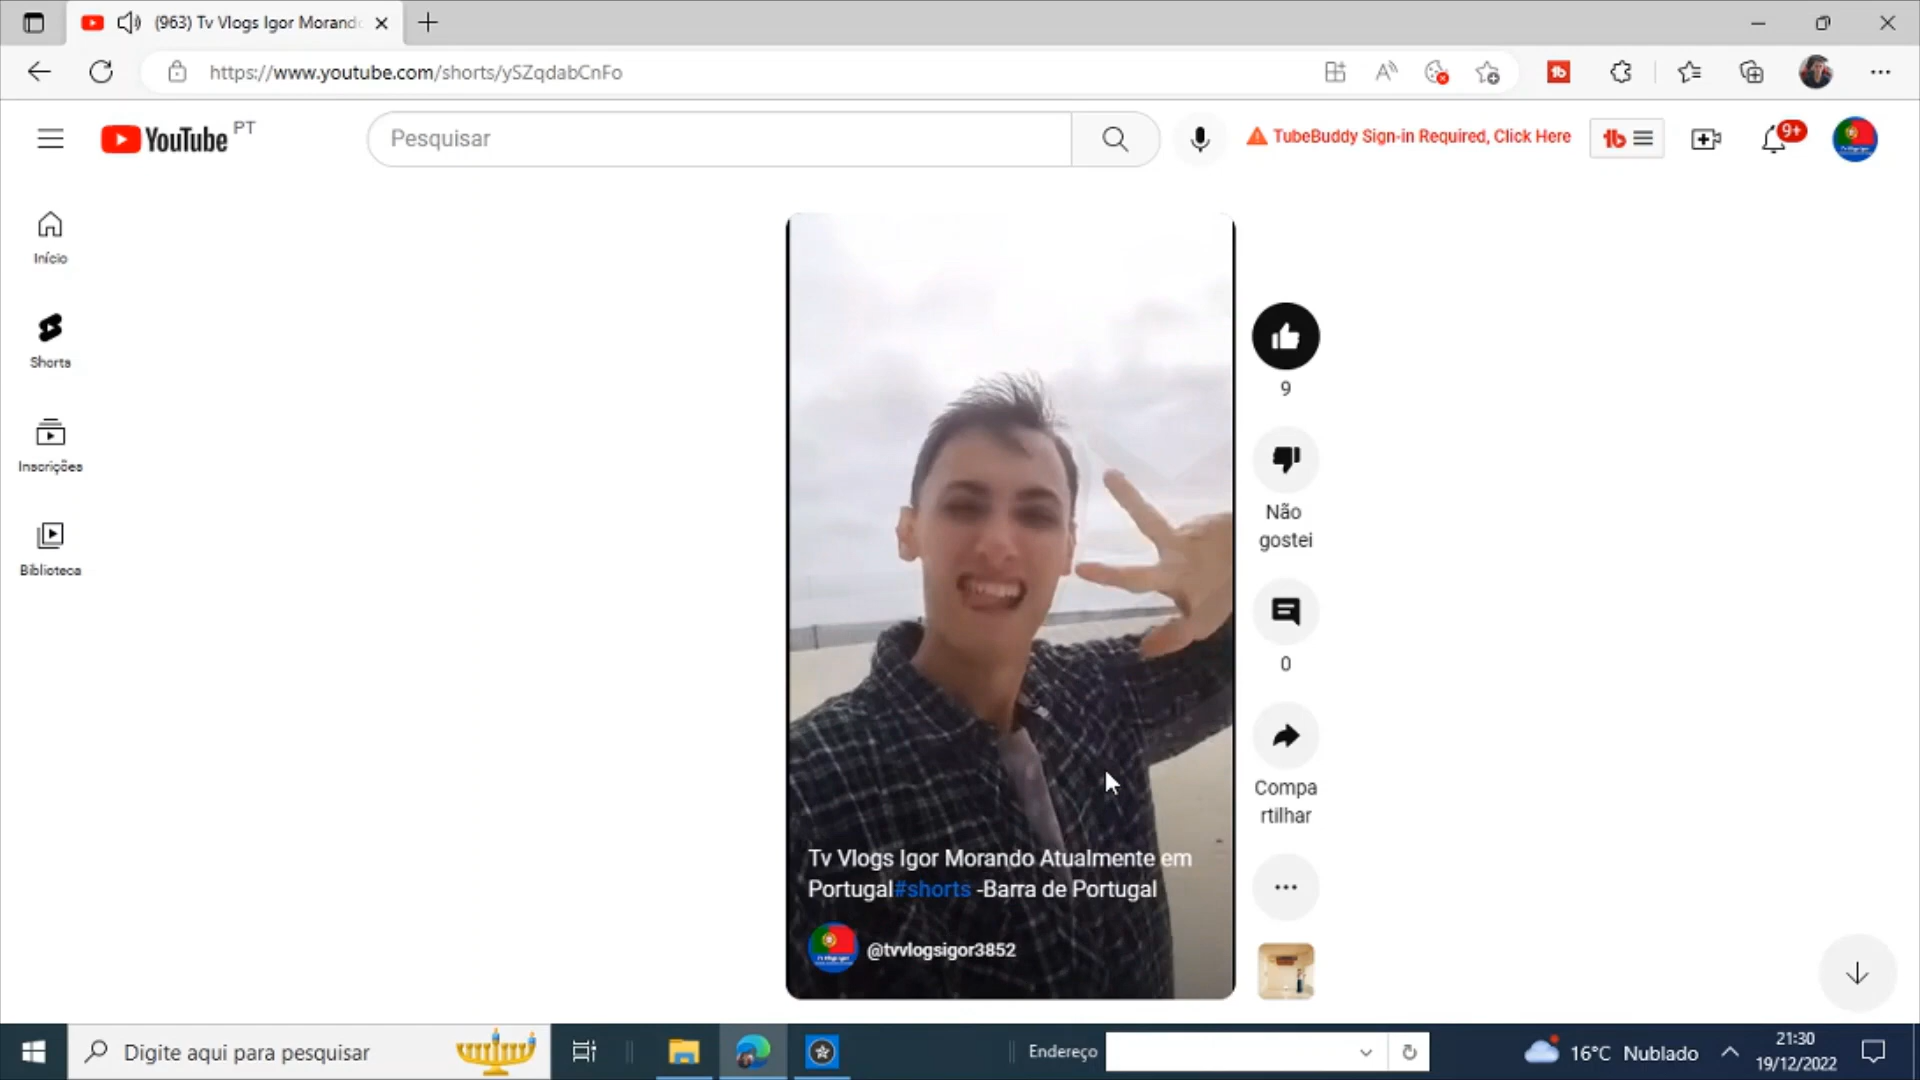 (963) Tv Vlogs Igor Morand
https://www.youtube.com/shorts/ySZqdabCnFo
YouTube PT
Pesquisar
TubeBuddy Sign-in Required, Click Here
9+
Início
Shorts
Inscrições
Biblioteca
9
Não
gostei
0
Compa
rtilhar
Tv Vlogs Igor Morando Atualmente em
Portugal#shorts -Barra de Portugal
@tvvlogsigor3852
Digite aqui para pesquisar
Endereço
16°C Nublado
21:30
19/12/2022